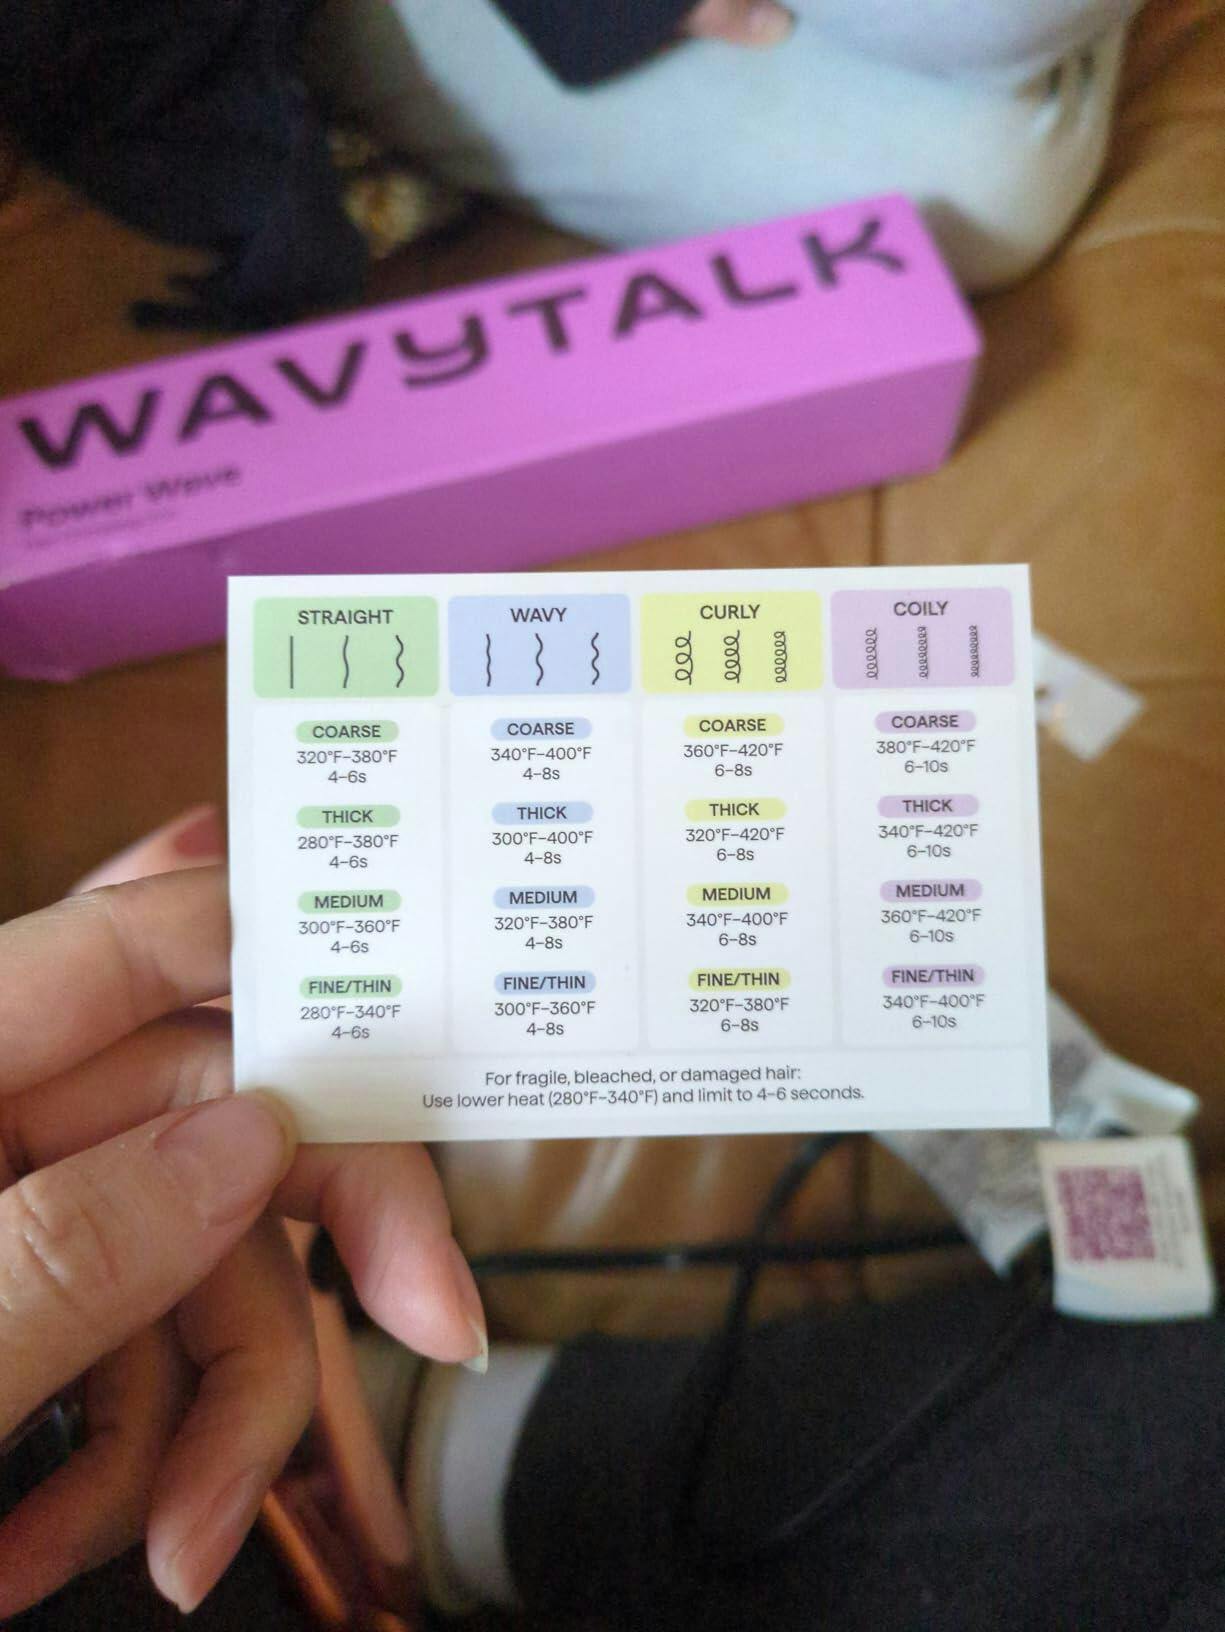 WAVYTALK
Power Wave
STRAIGHT
WAVY
CURLY
COILY
COARSE
320°F–380°F
4–6s
THICK
280°F–380°F
4–6s
MEDIUM
300°F–360°F
4–6s
FINE/THIN
280°F–340°F
4–6s
COARSE
340°F–400°F
4–8s
THICK
300°F–400°F
4–8s
MEDIUM
320°F–380°F
4–8s
FINE/THIN
300°F–360°F
4–8s
COARSE
360°F–420°F
6–8s
THICK
320°F–420°F
6–8s
MEDIUM
340°F–400°F
6–8s
FINE/THIN
320°F–380°F
6–8s
COARSE
380°F–420°F
6–10s
THICK
340°F–420°F
6–10s
MEDIUM
360°F–420°F
6–10s
FINE/THIN
340°F–400°F
6–10s
For fragile, bleached, or damaged hair:
Use lower heat (280°F–340°F) and limit to 4–6 seconds.